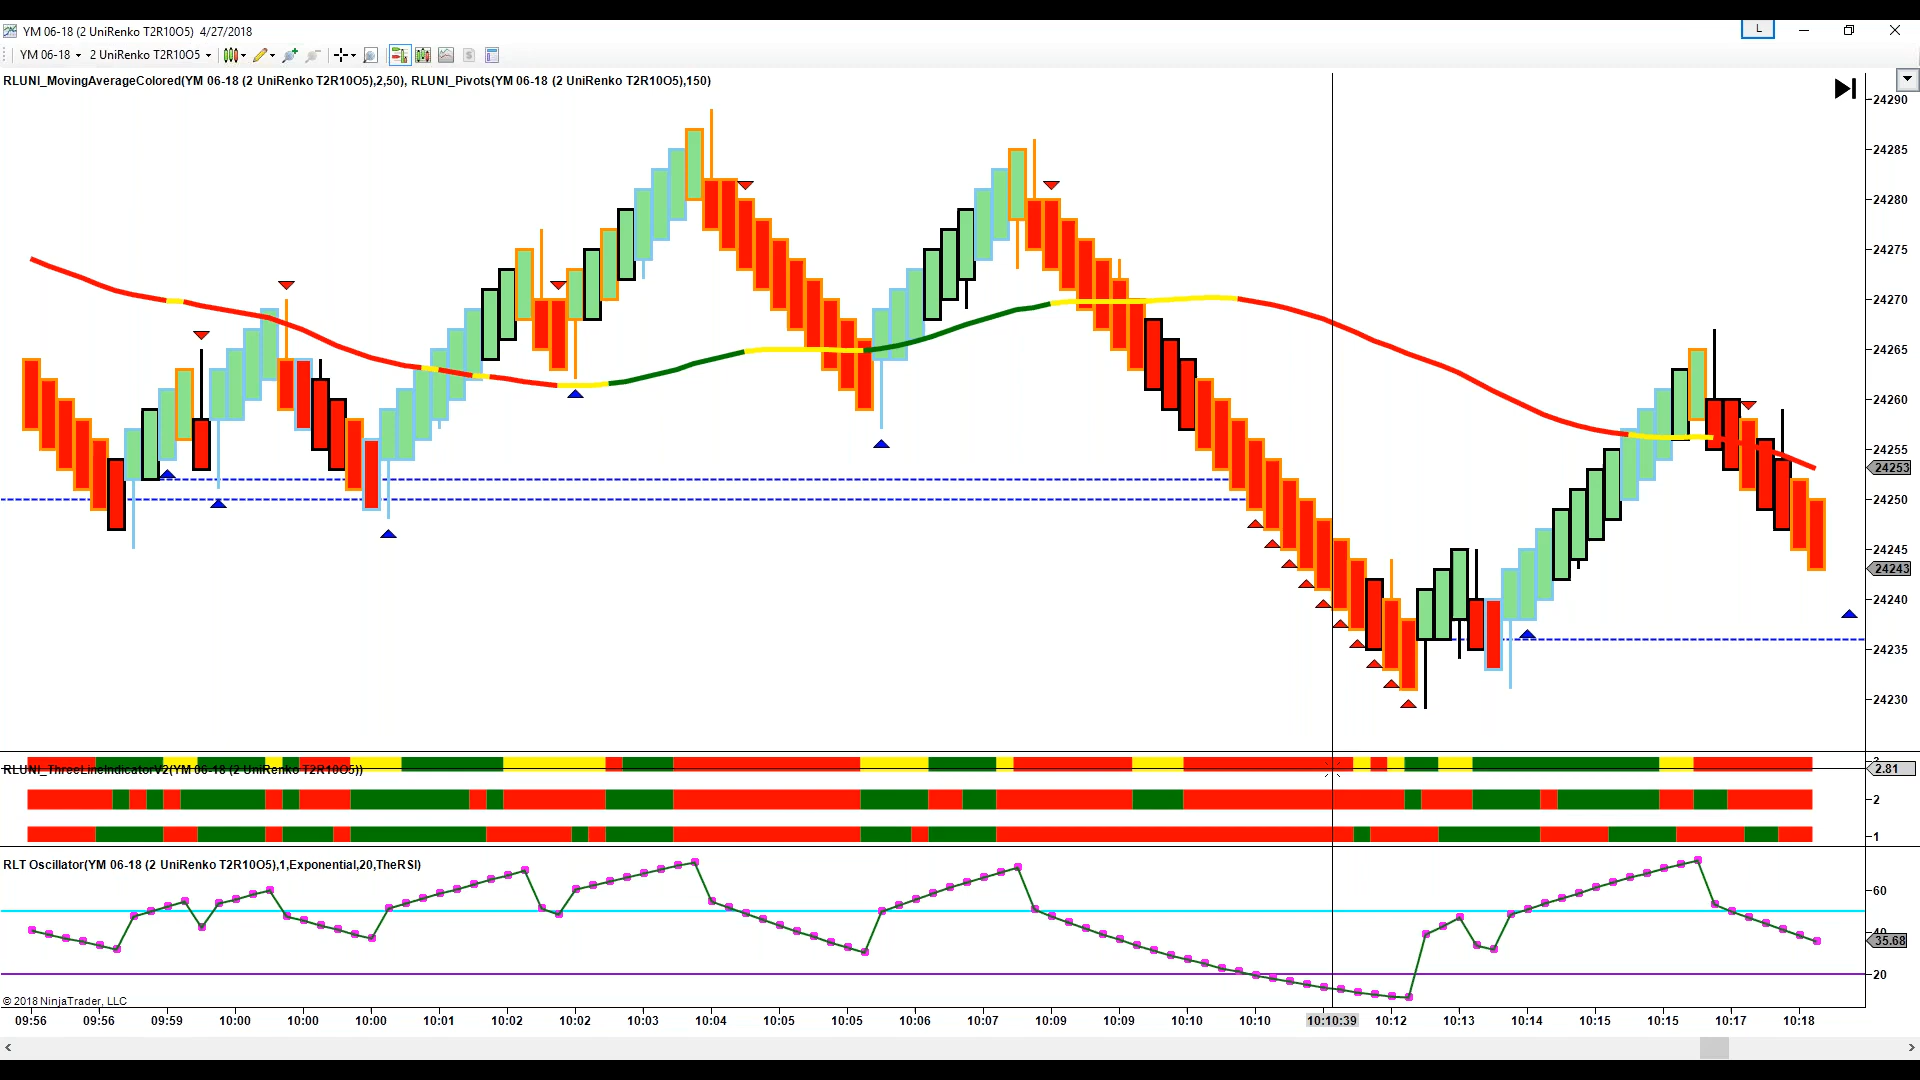 YM 06-18 (2 UniRenko T2R10O5)  4/27/2018
L
YM 06-18  2 UniRenko T2R10O5
RLUNI_MovingAverageColored(YM 06-18 (2 UniRenko T2R10O5),2,50), RLUNI_Pivots(YM 06-18 (2 UniRenko T2R10O5),150)
24290
24285
24280
24275
24270
24265
24260
24255
24253
24250
24245
24243
24240
24235
24230
RLUNI_ThreeLineIndicatorV2(YM 06-18 (2 UniRenko T2R10O5))
2.81
2
1
RLT Oscillator(YM 06-18 (2 UniRenko T2R10O5),1,Exponential,20,TheRSI)
60
40
35.68
20
© 2018 NinjaTrader, LLC
09:56 09:56 09:59 10:00 10:00 10:00 10:01 10:02 10:02 10:03 10:04 10:05 10:05 10:06 10:07 10:09 10:09 10:10 10:10 10:10:39 10:12 10:13 10:14 10:15 10:15 10:17 10:18